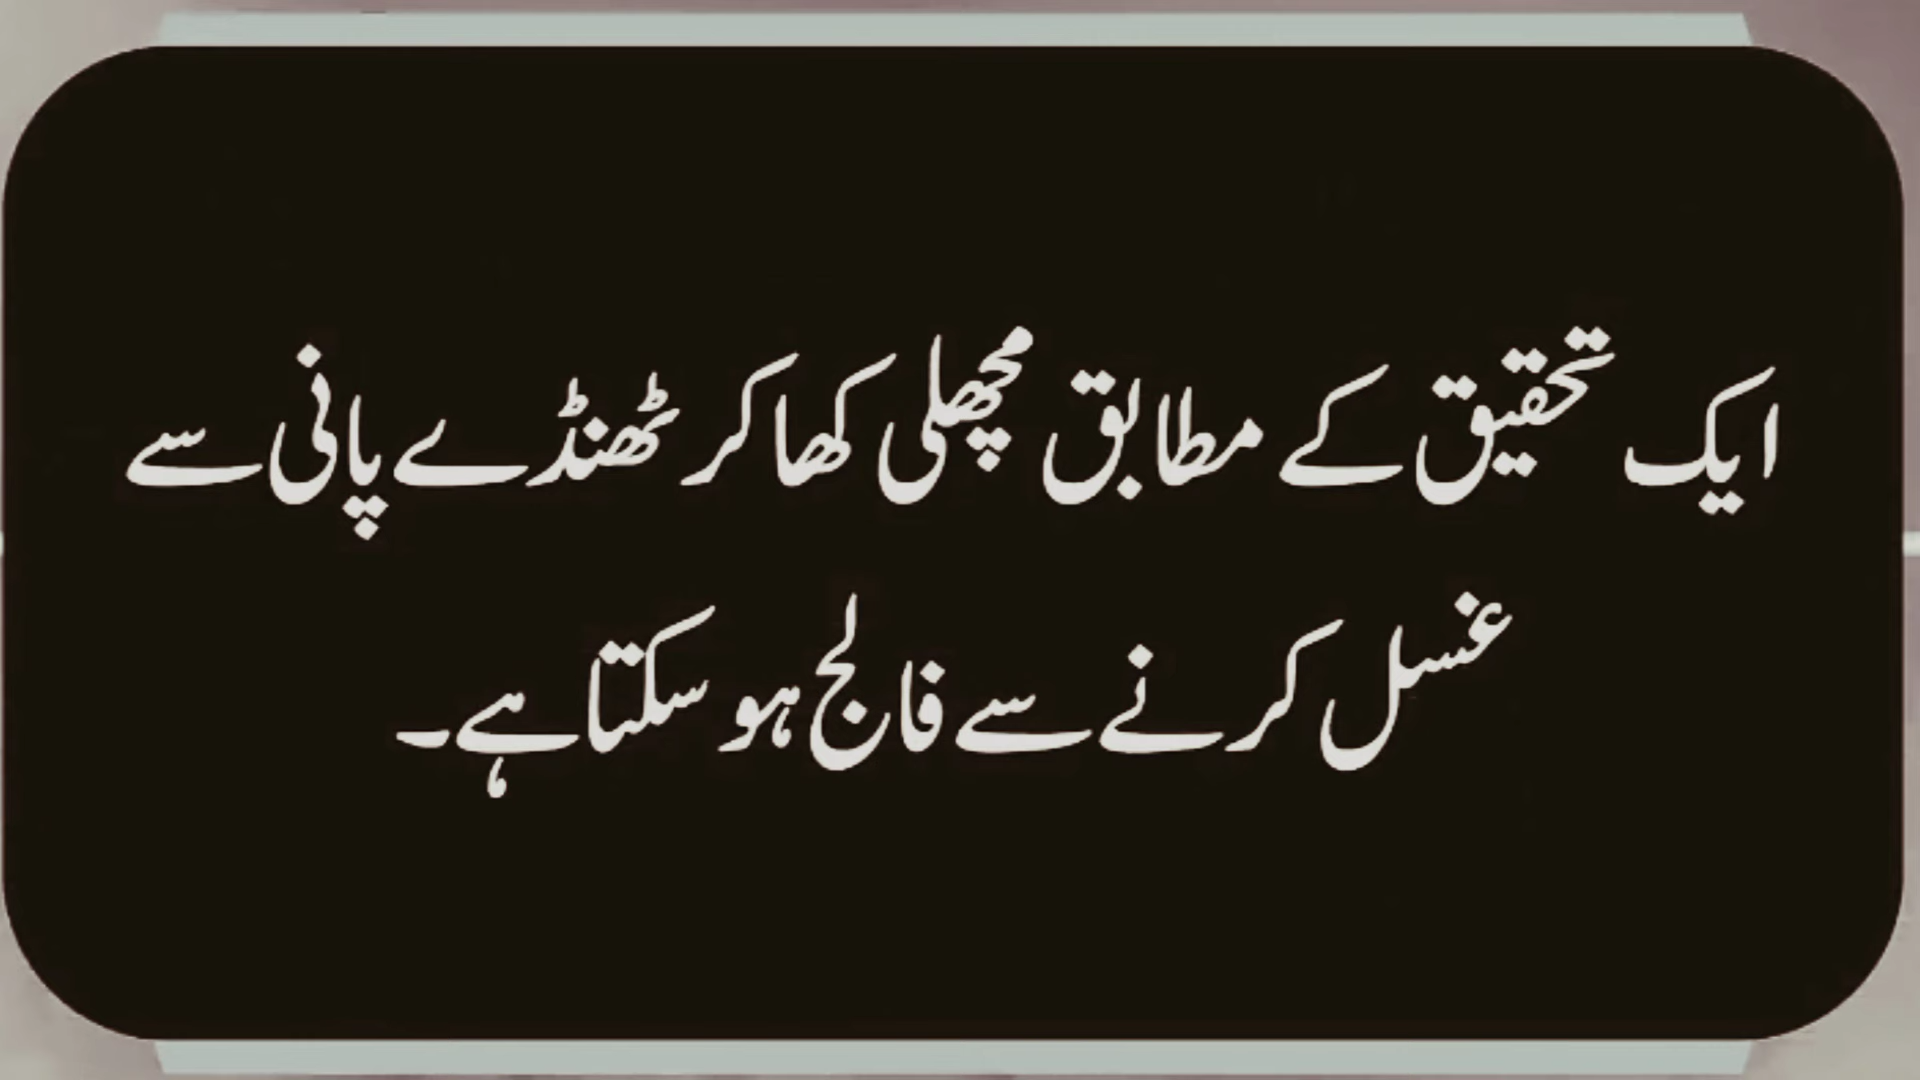 ایک تحقیق کے مطابق مچھلی کھا کر ٹھنڈے پانی سے
غسل کرنے سے فالج ہو سکتا ہے۔